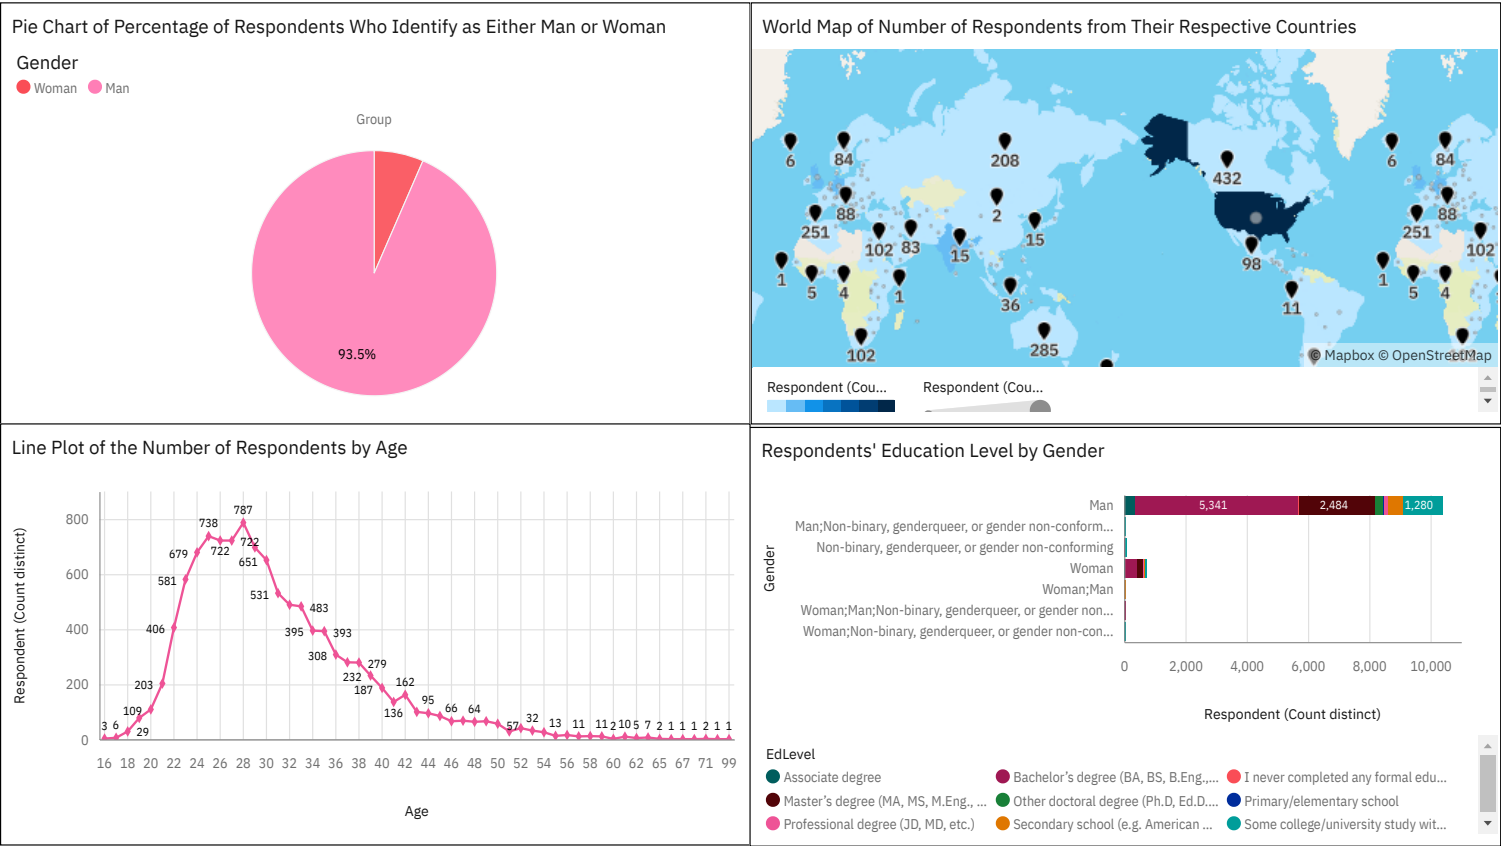 Pie Chart of Percentage of Respondents Who Identify as Either Man or Woman
Gender
Woman Man
Group
93.5%
World Map of Number of Respondents from Their Respective Countries
6 84 208 432 6 84
88 2 88
251 102 83 15 15 98 251 102
1 5 4 1 36 11 1 5 4
102 285
© Mapbox © OpenStreetMap
Respondent (Cou... Respondent (Cou...
Line Plot of the Number of Respondents by Age
Respondent (Count distinct)
800
600
400
200
0
3 6 29 109 203 406 581 679 738 722 787 722 651 531 483 395 393 308 279 232 187 136 162 95 66 64 57 32 13 11 11 2 10 5 7 2 1 1 1 2 1 1
16 18 20 22 24 26 28 30 32 34 36 38 40 42 44 46 48 50 52 54 56 58 60 62 65 67 71 99
Age
Respondents' Education Level by Gender
Gender
Man 5,341 2,484 1,280
Man;Non-binary, genderqueer, or gender non-conform...
Non-binary, genderqueer, or gender non-conforming
Woman
Woman;Man
Woman;Man;Non-binary, genderqueer, or gender non...
Woman;Non-binary, genderqueer, or gender non-con...
0 2,000 4,000 6,000 8,000 10,000
Respondent (Count distinct)
EdLevel
Associate degree Bachelor's degree (BA, BS, B.Eng.,... I never completed any formal edu...
Master's degree (MA, MS, M.Eng., ... Other doctoral degree (Ph.D, Ed.D.... Primary/elementary school
Professional degree (JD, MD, etc.) Secondary school (e.g. American ... Some college/university study wit...